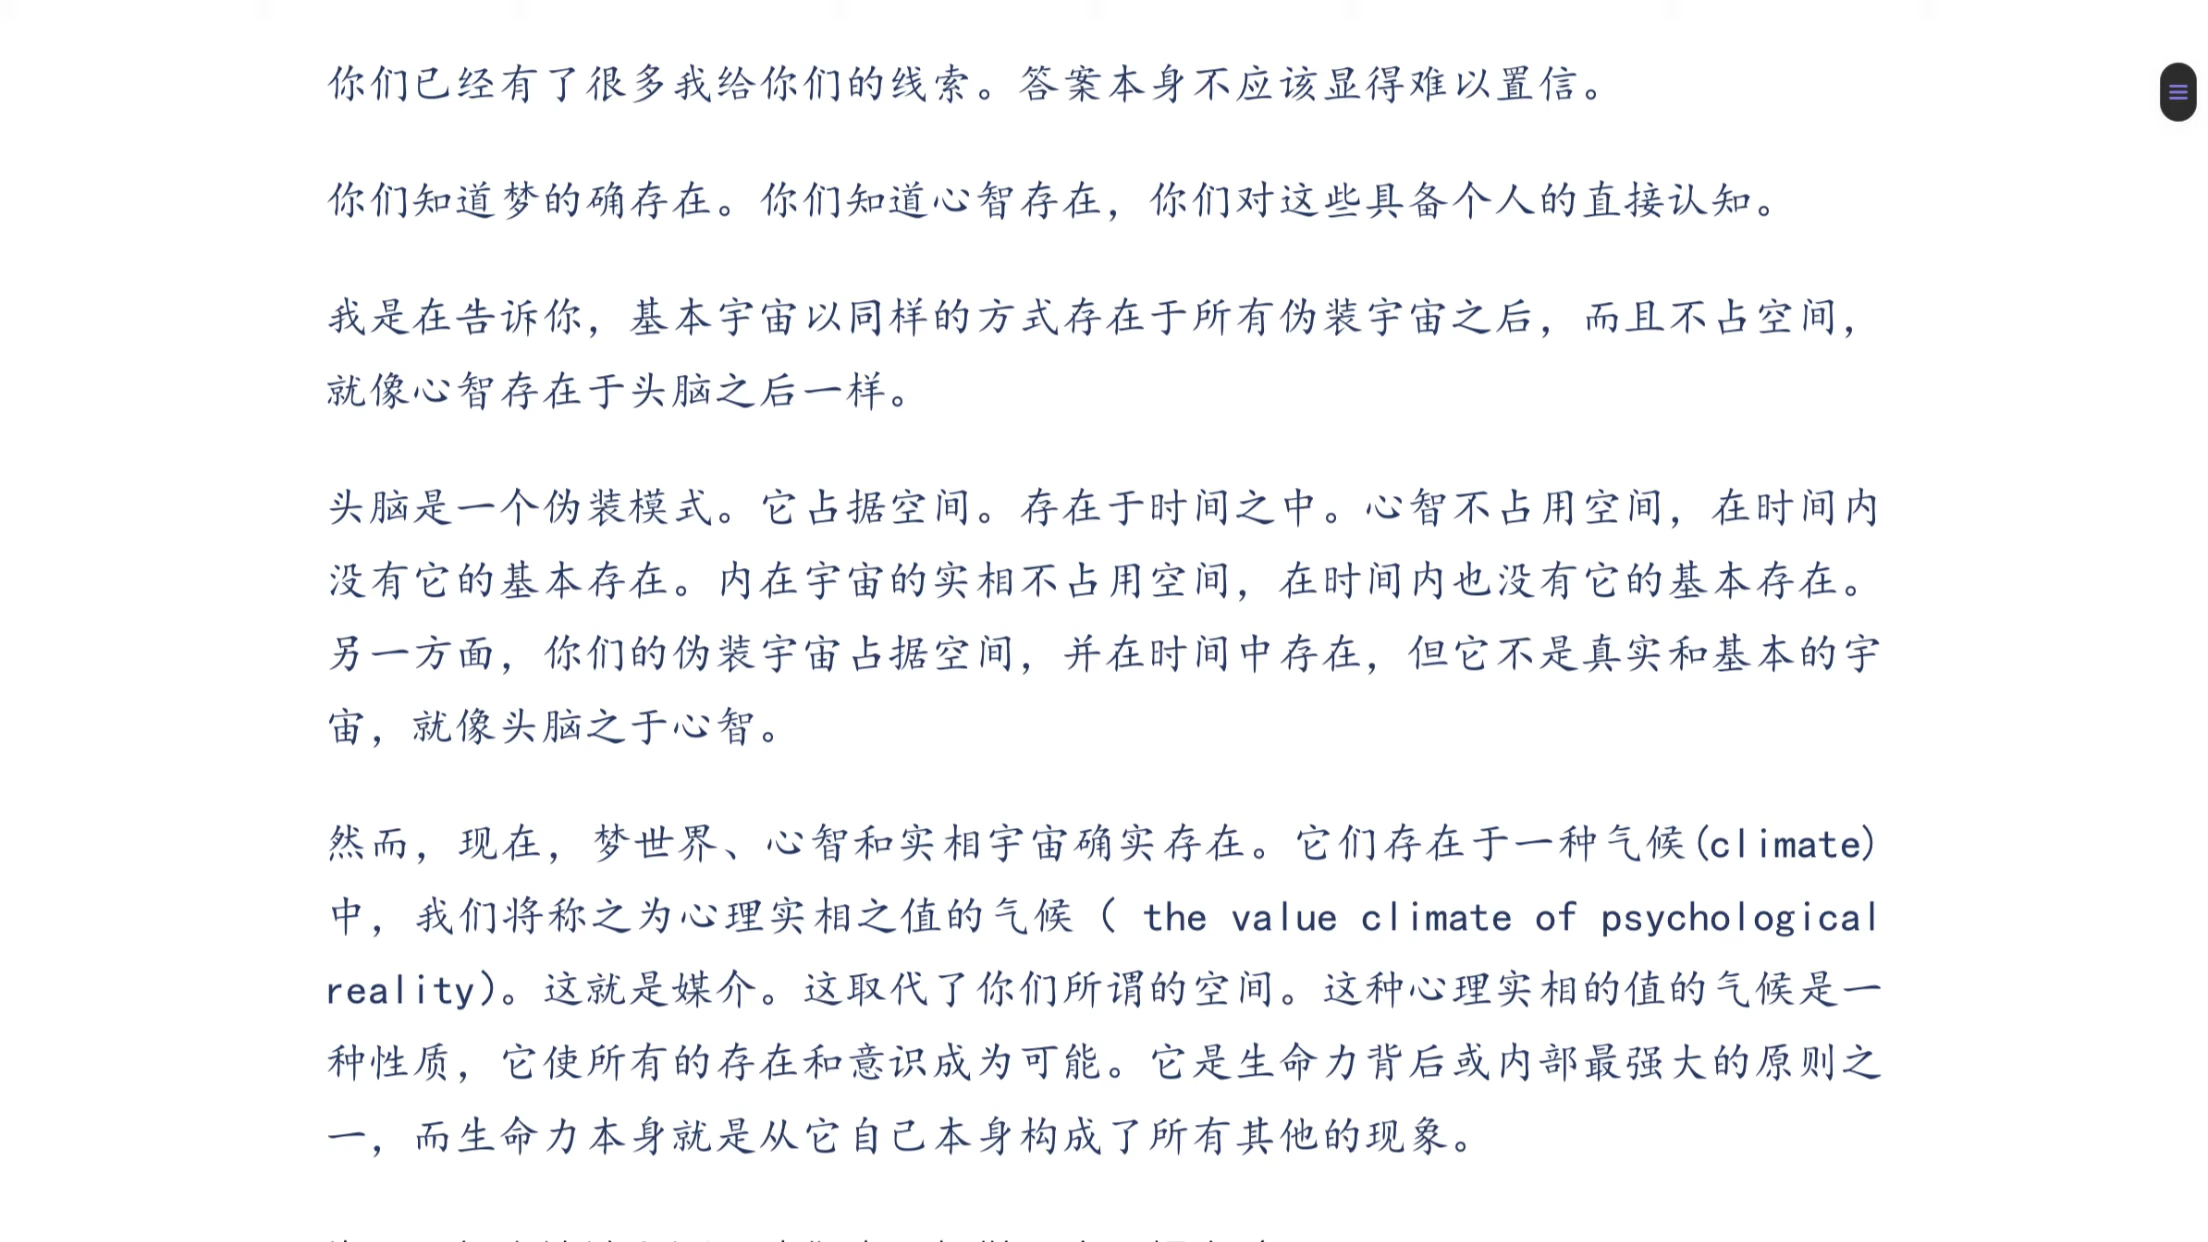 你们已经有了很多我给你们的线索。答案本身不应该显得难以置信。
你们知道梦的确存在。你们知道心智存在，你们对这些具备个人的直接认知。
我是在告诉你，基本宇宙以同样的方式存在于所有伪装宇宙之后，而且不占空间，
就像心智存在于头脑之后一样。
头脑是一个伪装模式。它占据空间。存在于时间之中。心智不占用空间，在时间内
没有它的基本存在。内在宇宙的实相不占用空间，在时间内也没有它的基本存在。
另一方面，你们的伪装宇宙占据空间，并在时间中存在，但它不是真实和基本的宇
宙，就像头脑之于心智。
然而，现在，梦世界、心智和实相宇宙确实存在。它们存在于一种气候(climate)
中，我们将称之为心理实相之值的气候（ the value climate of psychological
reality)。这就是媒介。这取代了你们所谓的空间。这种心理实相的值的气候是一
种性质，它使所有的存在和意识成为可能。它是生命力背后或内部最强大的原则之
一，而生命力本身就是从它自己本身构成了所有其他的现象。